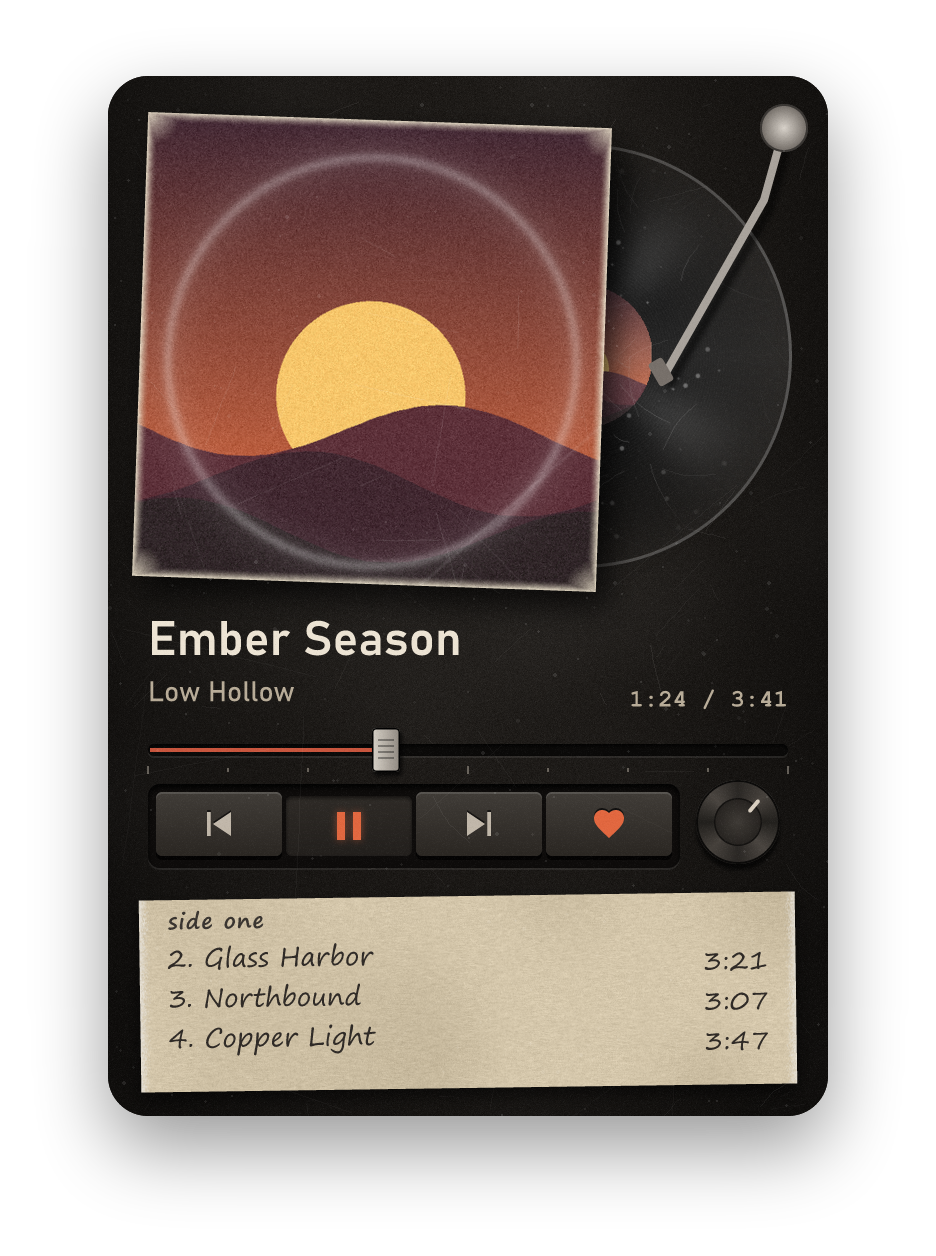 Ember Season
Low Hollow
1:24 / 3:41
side one
2. Glass Harbor 3:21
3. Northbound 3:07
4. Copper Light 3:47